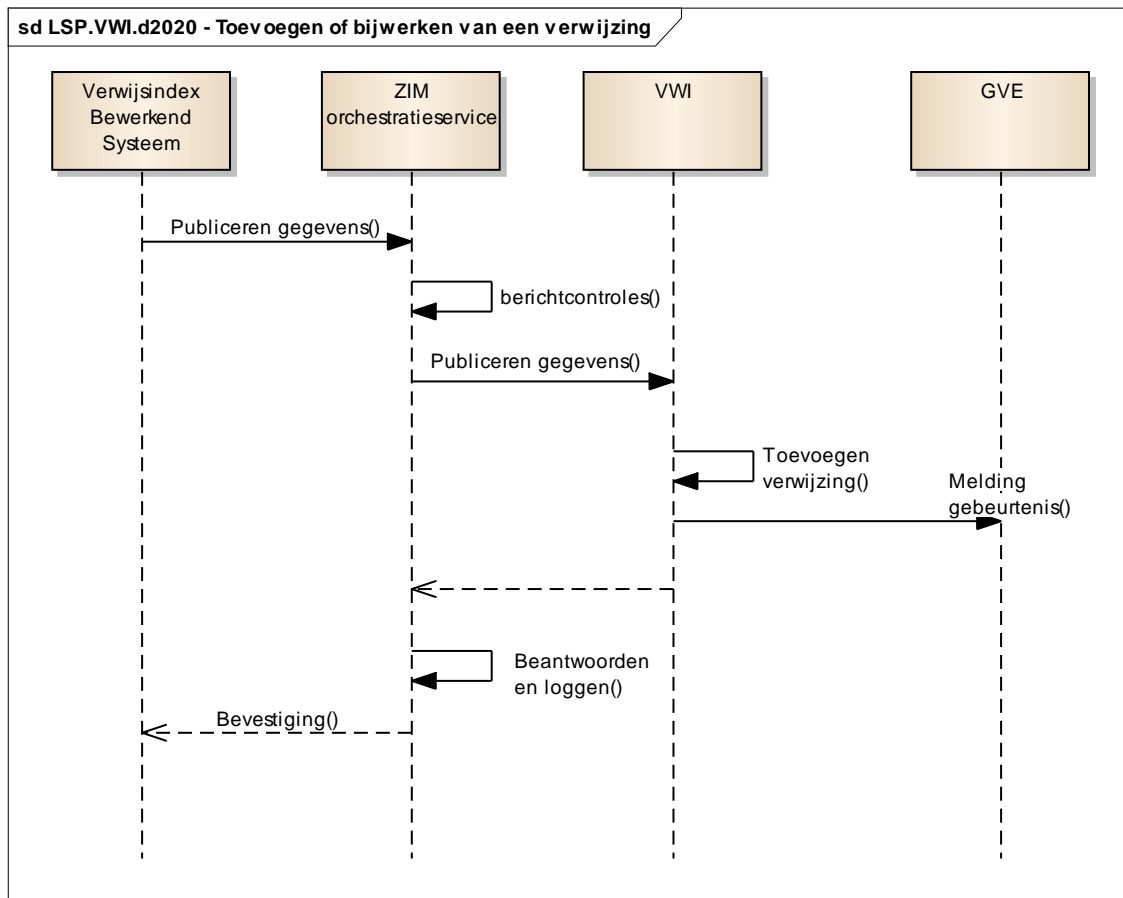 sd LSP.VWI.d2020 - Toevoegen of bijwerken van een verwijzing
Verwijsindex
Bewerkend
Systeem
ZIM
orchestratieservice
VWI
GVE
Publiceren gegevens()
berichtcontroles()
Publiceren gegevens()
Toevoegen
verwijzing()
Melding
gebeurtenis()
Beantwoorden
en loggen()
Bevestiging()